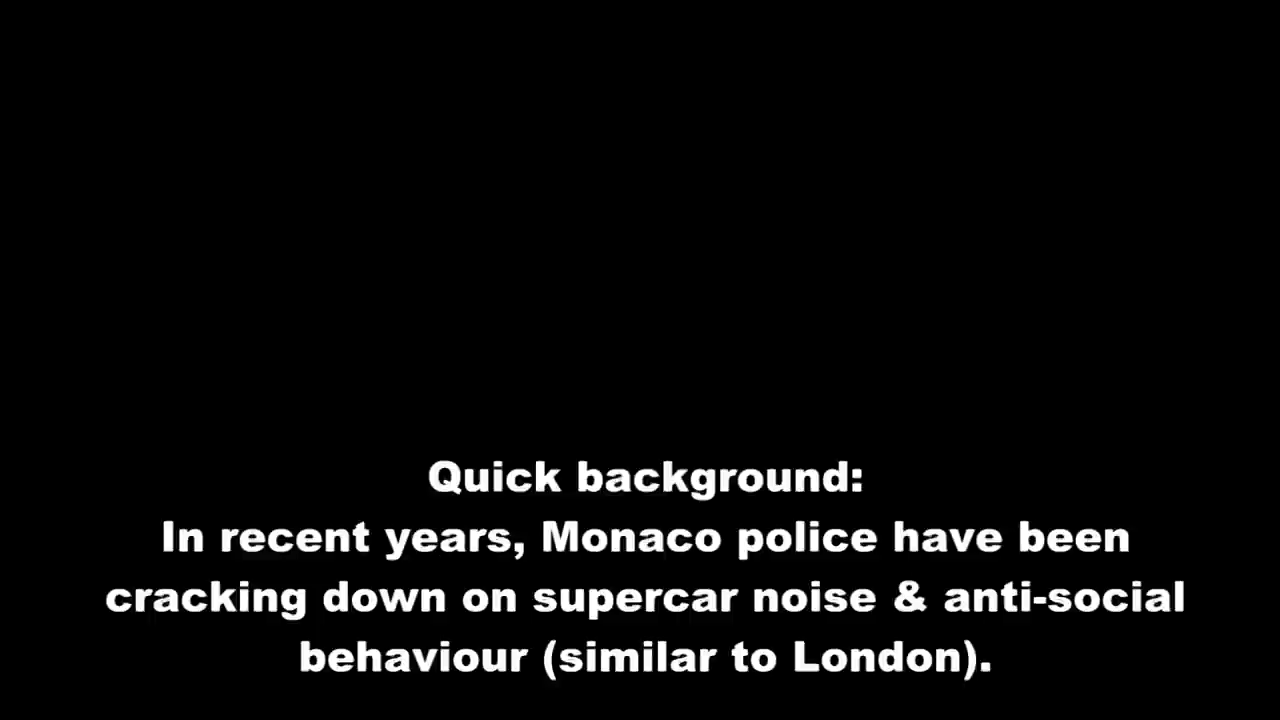 Quick background:
In recent years, Monaco police have been
cracking down on supercar noise & anti-social
behaviour (similar to London).